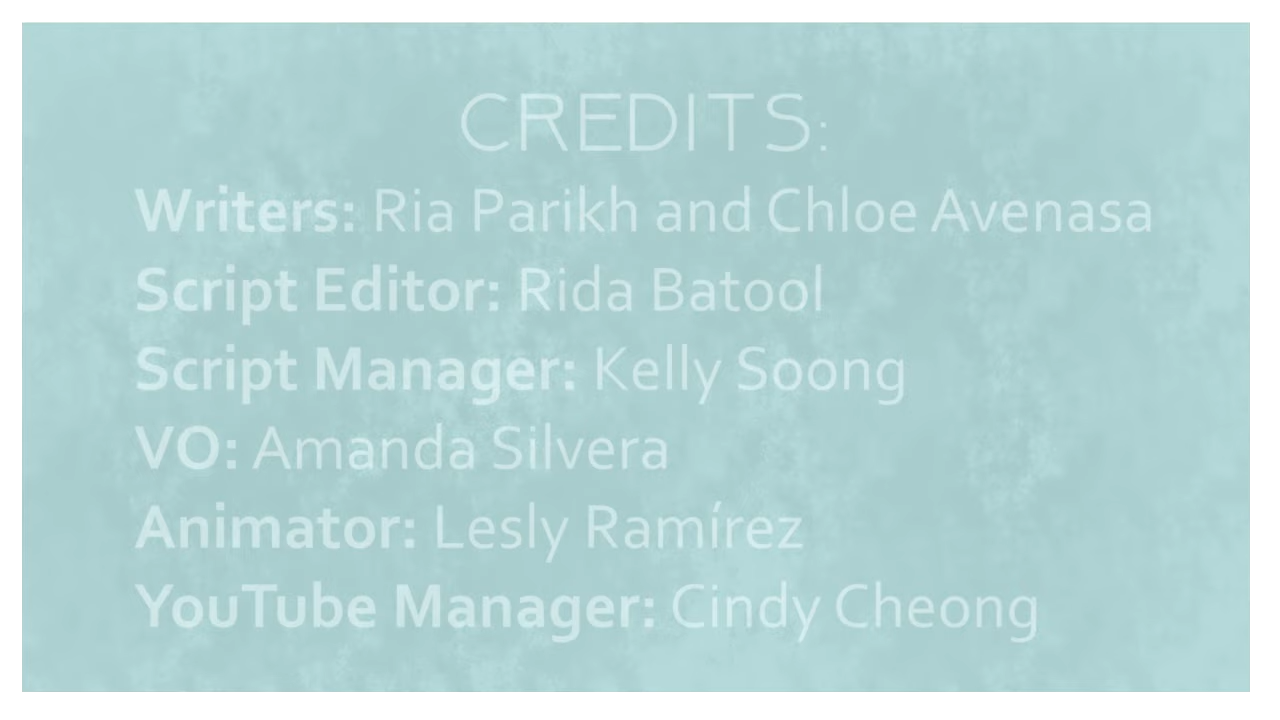 CREDITS:
Writers: Ria Parikh and Chloe Avenasa
Script Editor: Rida Batool
Script Manager: Kelly Soong
VO: Amanda Silvera
Animator: Lesly Ramírez
YouTube Manager: Cindy Cheong